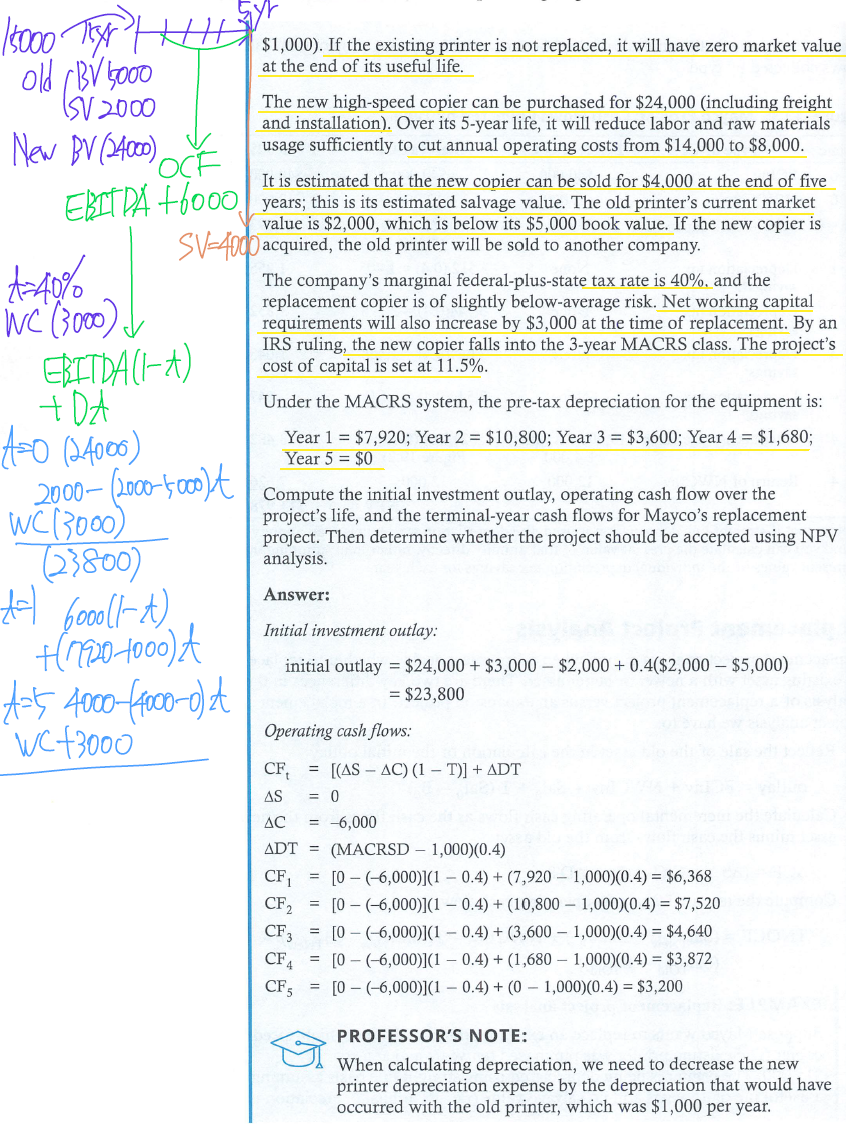 15000 15yr 5yr
old BV 5000
SV 2000
New BV (24000)
OCF
EBITDA +6000
SV=4000
t=40%
WC (3000)
EBITDA(1-t)
+ DA
t=0 (24000)
2000-(2000-5000)t
WC(3000)
(23800)
t=1 6000(1-t)
+(7920-1000)t
t=5 4000-(4000-0)t
WC+3000
$1,000). If the existing printer is not replaced, it will have zero market value
at the end of its useful life.
The new high-speed copier can be purchased for $24,000 (including freight
and installation). Over its 5-year life, it will reduce labor and raw materials
usage sufficiently to cut annual operating costs from $14,000 to $8,000.
It is estimated that the new copier can be sold for $4,000 at the end of five
years; this is its estimated salvage value. The old printer's current market
value is $2,000, which is below its $5,000 book value. If the new copier is
acquired, the old printer will be sold to another company.
The company's marginal federal-plus-state tax rate is 40%, and the
replacement copier is of slightly below-average risk. Net working capital
requirements will also increase by $3,000 at the time of replacement. By an
IRS ruling, the new copier falls into the 3-year MACRS class. The project's
cost of capital is set at 11.5%.
Under the MACRS system, the pre-tax depreciation for the equipment is:
Year 1 = $7,920; Year 2 = $10,800; Year 3 = $3,600; Year 4 = $1,680;
Year 5 = $0
Compute the initial investment outlay, operating cash flow over the
project's life, and the terminal-year cash flows for Mayco's replacement
project. Then determine whether the project should be accepted using NPV
analysis.
Answer:
Initial investment outlay:
initial outlay = $24,000 + $3,000 – $2,000 + 0.4($2,000 – $5,000)
= $23,800
Operating cash flows:
CFt = [(ΔS – ΔC) (1 – T)] + ΔDT
ΔS = 0
ΔC = –6,000
ΔDT = (MACRSD – 1,000)(0.4)
CF1 = [0 – (–6,000)](1 – 0.4) + (7,920 – 1,000)(0.4) = $6,368
CF2 = [0 – (–6,000)](1 – 0.4) + (10,800 – 1,000)(0.4) = $7,520
CF3 = [0 – (–6,000)](1 – 0.4) + (3,600 – 1,000)(0.4) = $4,640
CF4 = [0 – (–6,000)](1 – 0.4) + (1,680 – 1,000)(0.4) = $3,872
CF5 = [0 – (–6,000)](1 – 0.4) + (0 – 1,000)(0.4) = $3,200
PROFESSOR'S NOTE:
When calculating depreciation, we need to decrease the new
printer depreciation expense by the depreciation that would have
occurred with the old printer, which was $1,000 per year.